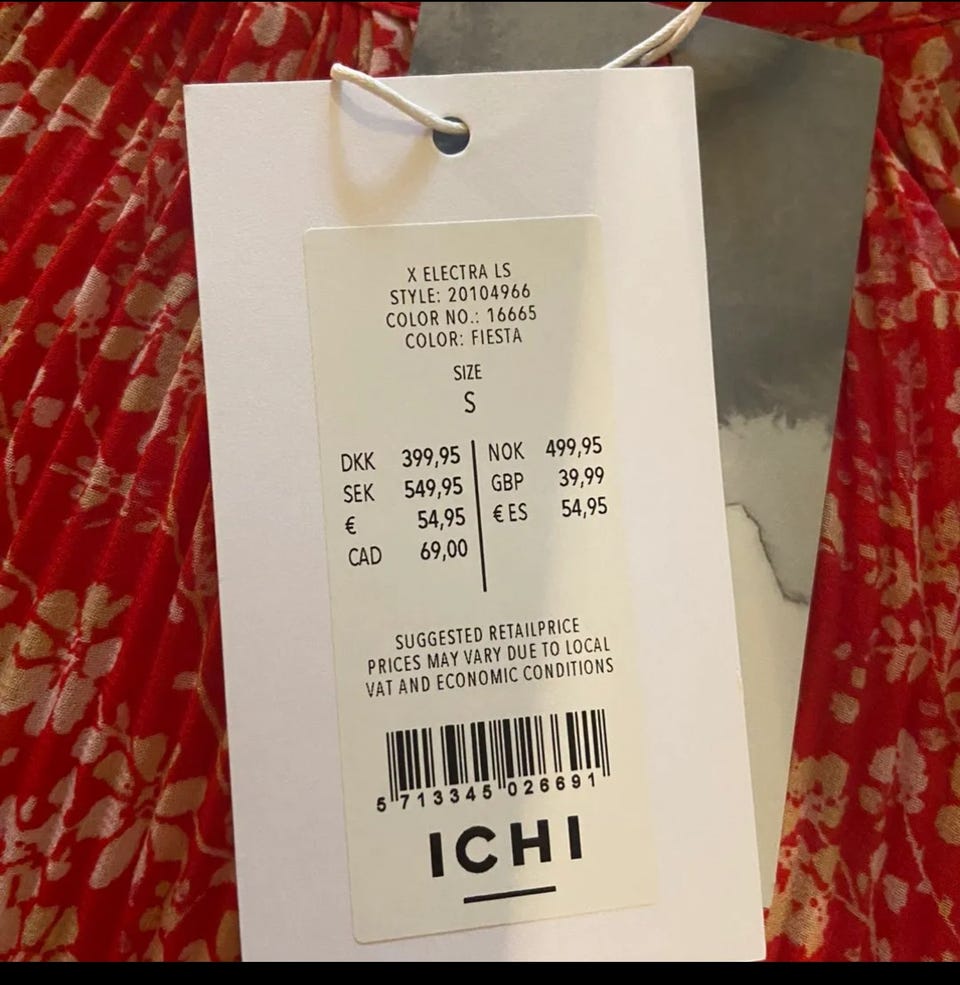 X ELECTRA LS
STYLE: 20104966
COLOR NO.: 16665
COLOR: FIESTA
SIZE
S
DKK 399,95
SEK 549,95
€ 54,95
CAD 69,00
NOK 499,95
GBP 39,99
€ES 54,95
SUGGESTED RETAILPRICE
PRICES MAY VARY DUE TO LOCAL
VAT AND ECONOMIC CONDITIONS
5 713345 026691
ICHI